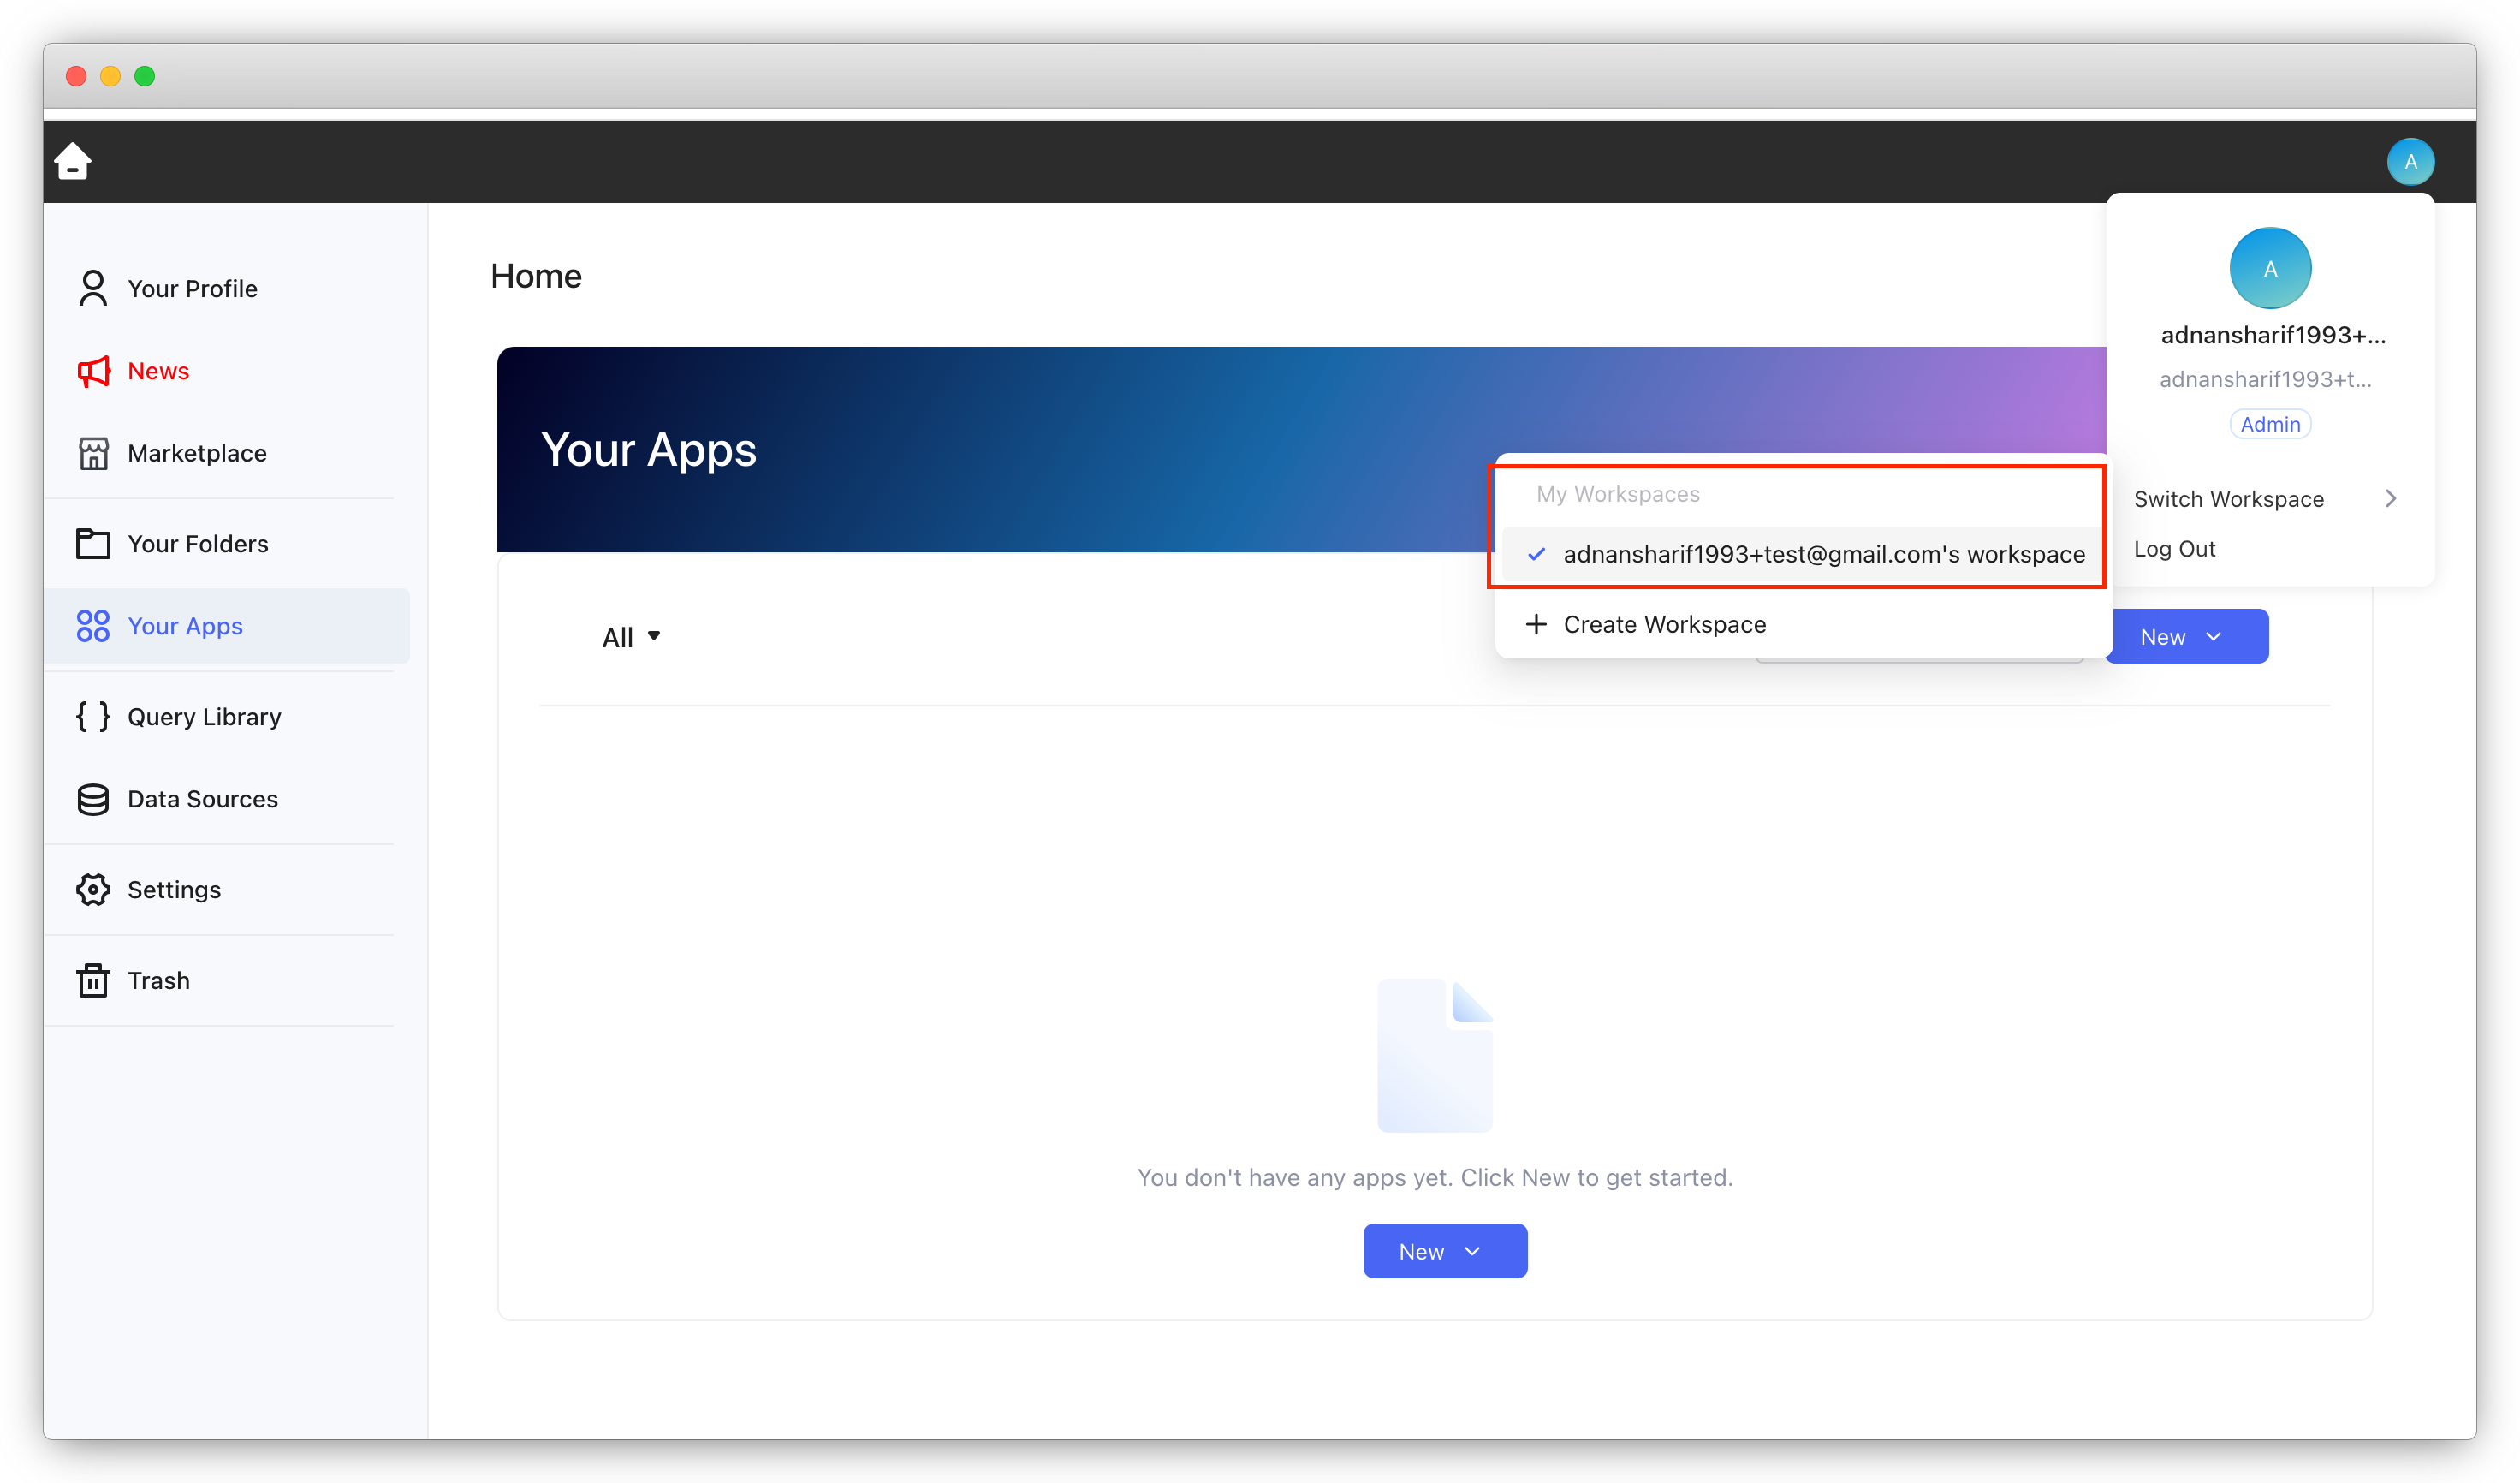 A
Your Profile
News
Marketplace
Your Folders
Your Apps
Query Library
Data Sources
Settings
Trash
Home
Your Apps
A
adnansharif1993+...
adnansharif1993+t...
Admin
Switch Workspace
Log Out
My Workspaces
adnansharif1993+test@gmail.com's workspace
Create Workspace
All
New
You don't have any apps yet. Click New to get started.
New